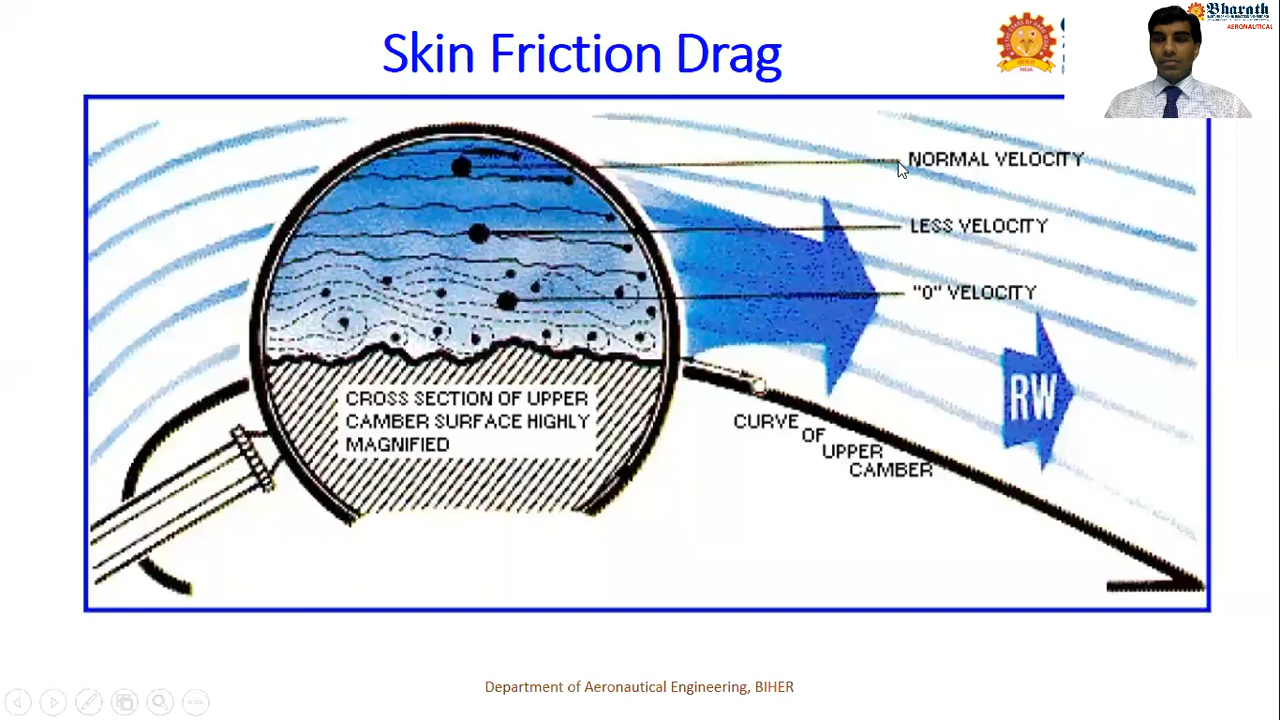 Skin Friction Drag
Bharath
AERONAUTICAL
NORMAL VELOCITY
LESS VELOCITY
"0" VELOCITY
RW
CROSS SECTION OF UPPER
CAMBER SURFACE HIGHLY
MAGNIFIED
CURVE
OF
UPPER
CAMBER
Department of Aeronautical Engineering, BIHER